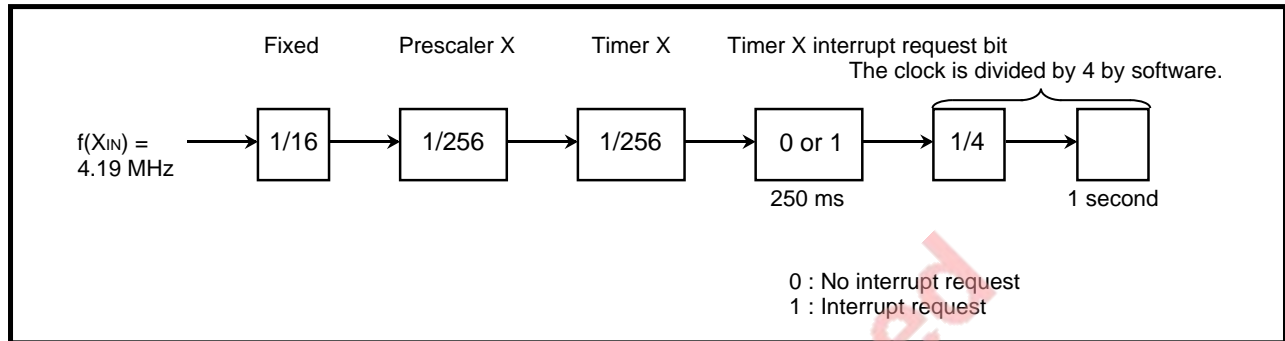 Fixed Prescaler X Timer X Timer X interrupt request bit
The clock is divided by 4 by software.
f(XIN) =
4.19 MHz
1/16 1/256 1/256 0 or 1 1/4
250 ms 1 second
0 : No interrupt request
1 : Interrupt request